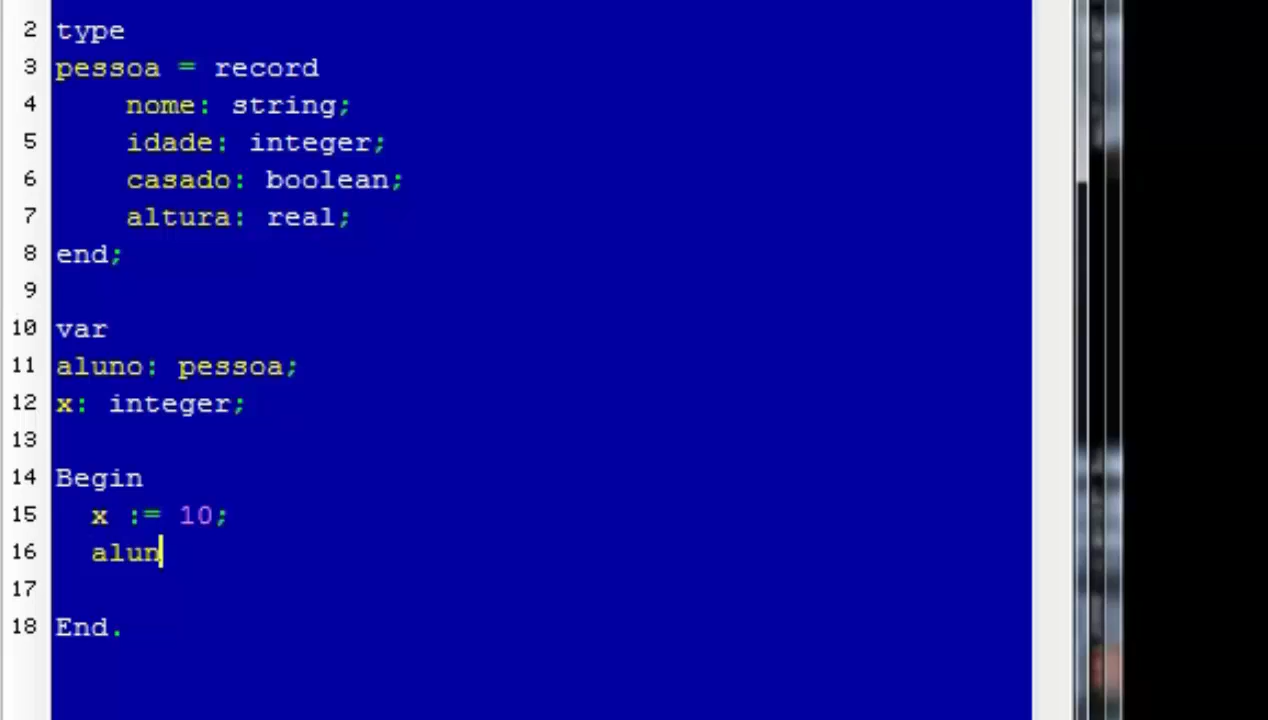 2 type
3 pessoa = record
4     nome: string;
5     idade: integer;
6     casado: boolean;
7     altura: real;
8 end;
9
10 var
11 aluno: pessoa;
12 x: integer;
13
14 Begin
15   x := 10;
16   alun
17
18 End.